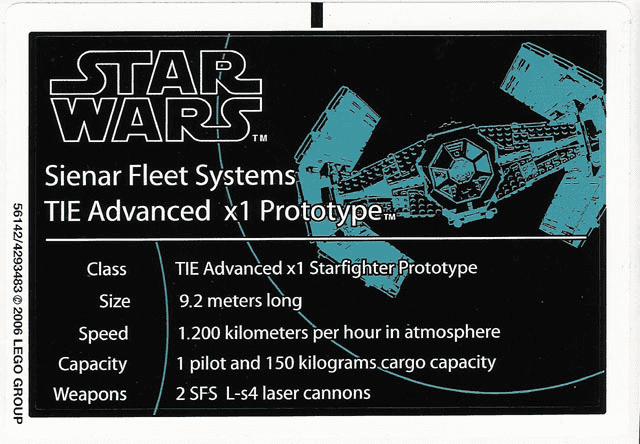 STAR
WARS™
Sienar Fleet Systems
TIE Advanced x1 Prototype™
Class TIE Advanced x1 Starfighter Prototype
Size 9.2 meters long
Speed 1.200 kilometers per hour in atmosphere
Capacity 1 pilot and 150 kilograms cargo capacity
Weapons 2 SFS L-s4 laser cannons
56142/4293483 © 2006 LEGO GROUP